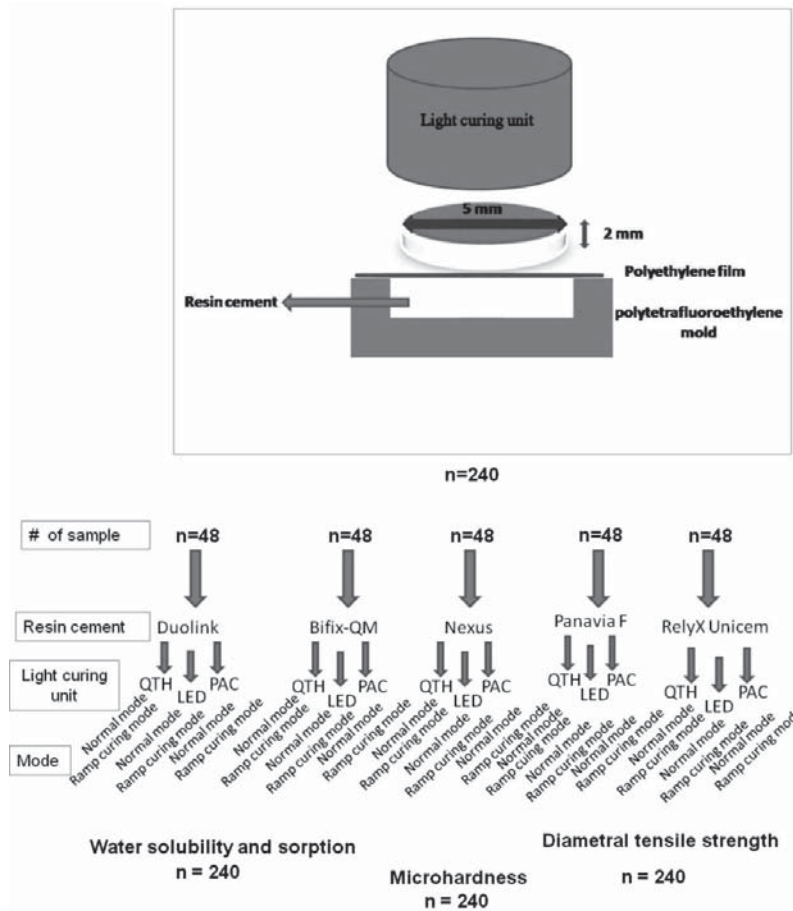 Light curing unit
5 mm
2 mm
Polyethylene film
Resin cement
polytetrafluoroethylene
mold
n=240
# of sample
n=48 n=48 n=48 n=48 n=48
Resin cement
Duolink Bifix-QM Nexus Panavia F RelyX Unicem
Light curing
unit
QTH LED PAC QTH LED PAC QTH LED PAC QTH LED PAC QTH LED PAC
Mode
Normal mode
Ramp curing mode
Normal mode
Ramp curing mode
Normal mode
Ramp curing mode
Normal mode
Ramp curing mode
Normal mode
Ramp curing mode
Normal mode
Ramp curing mode
Normal mode
Ramp curing mode
Normal mode
Ramp curing mode
Normal mode
Ramp curing mode
Normal mode
Ramp curing mode
Normal mode
Ramp curing mode
Normal mode
Ramp curing mode
Normal mode
Ramp curing mode
Normal mode
Ramp curing mode
Normal mode
Ramp curing mode
Water solubility and sorption
n = 240
Microhardness
n = 240
Diametral tensile strength
n = 240